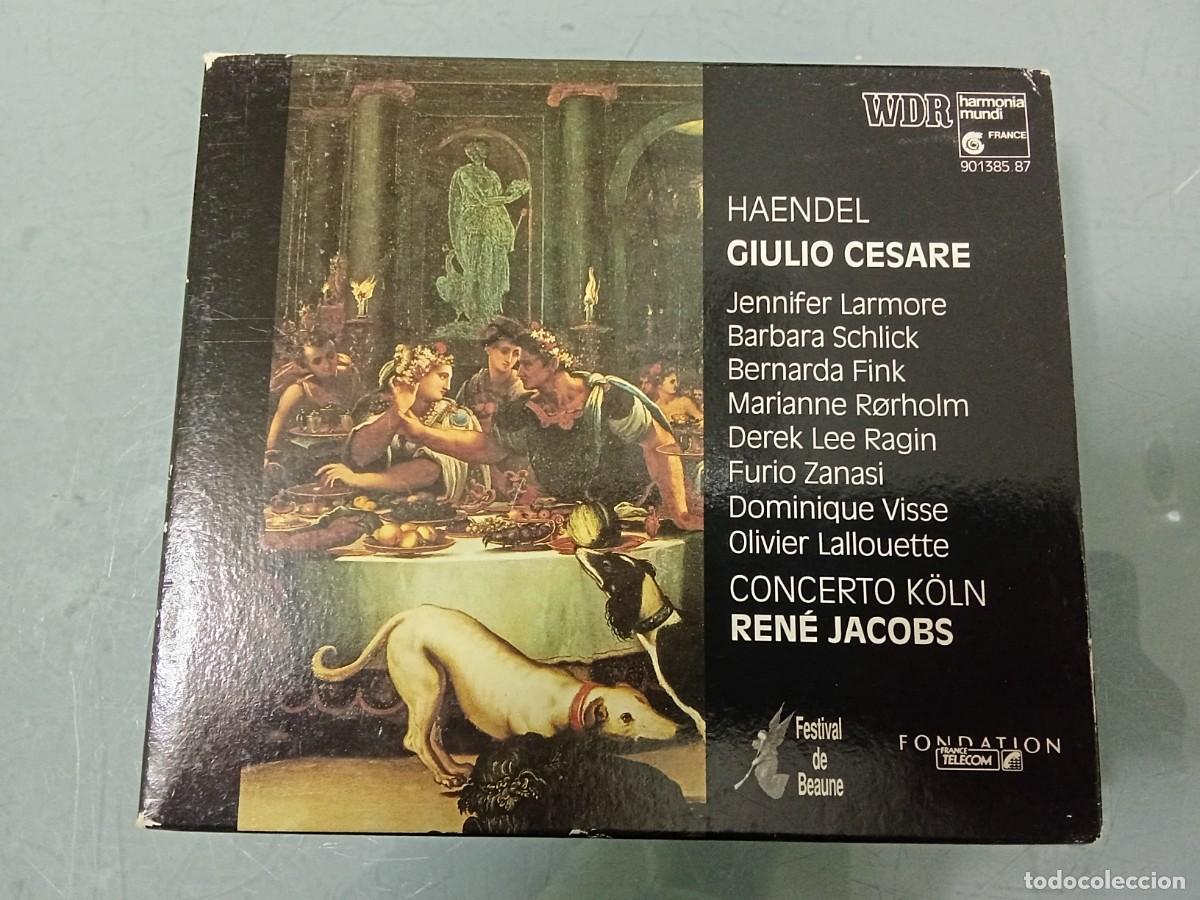 WDR
harmonia
mundi
FRANCE
901385.87
HAENDEL
GIULIO CESARE
Jennifer Larmore
Barbara Schlick
Bernarda Fink
Marianne Rørholm
Derek Lee Ragin
Furio Zanasi
Dominique Visse
Olivier Lallouette
CONCERTO KÖLN
RENÉ JACOBS
Festival
de
Beaune
FONDATION
FRANCE
TELECOM
todocoleccion